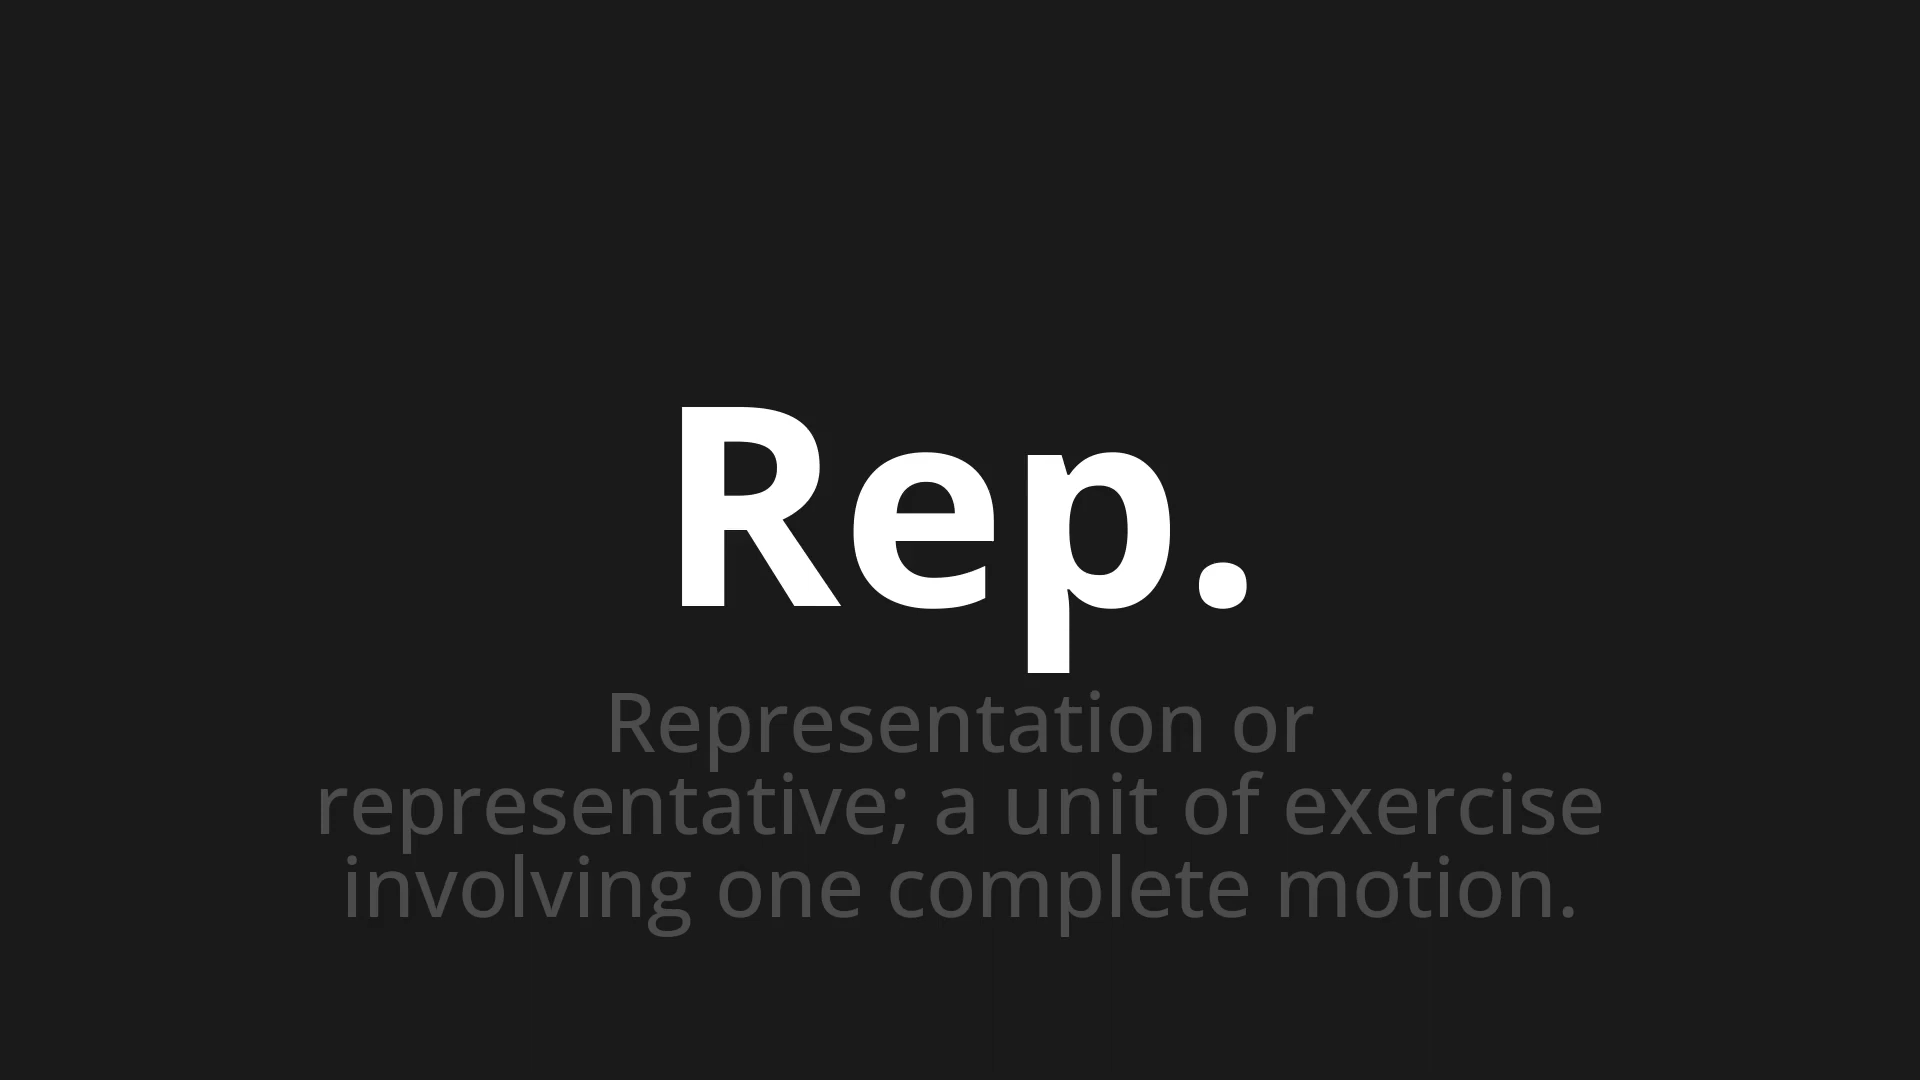 Rep.
Representation or
representative; a unit of exercise
involving one complete motion.